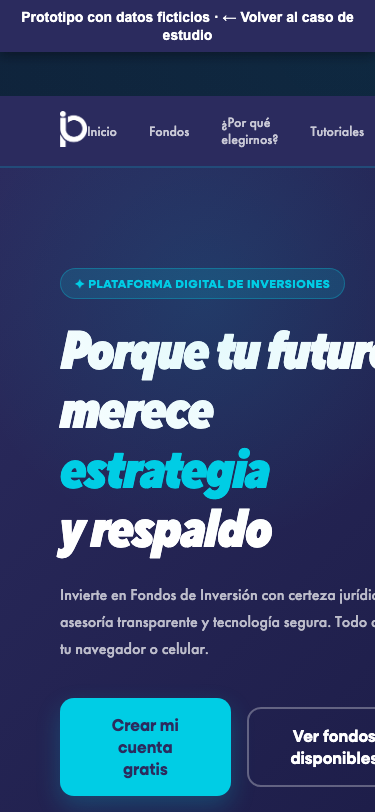 Prototipo con datos ficticios · ← Volver al caso de
estudio
b
Inicio
Fondos
¿Por qué
elegirnos?
Tutoriales
✦ PLATAFORMA DIGITAL DE INVERSIONES
Porque tu futuro
merece
estrategia
y respaldo
Invierte en Fondos de Inversión con certeza
asesoría transparente y tecnología segura. Todo
tu navegador o celular.
Crear mi
cuenta
gratis
Ver fondos
disponibles